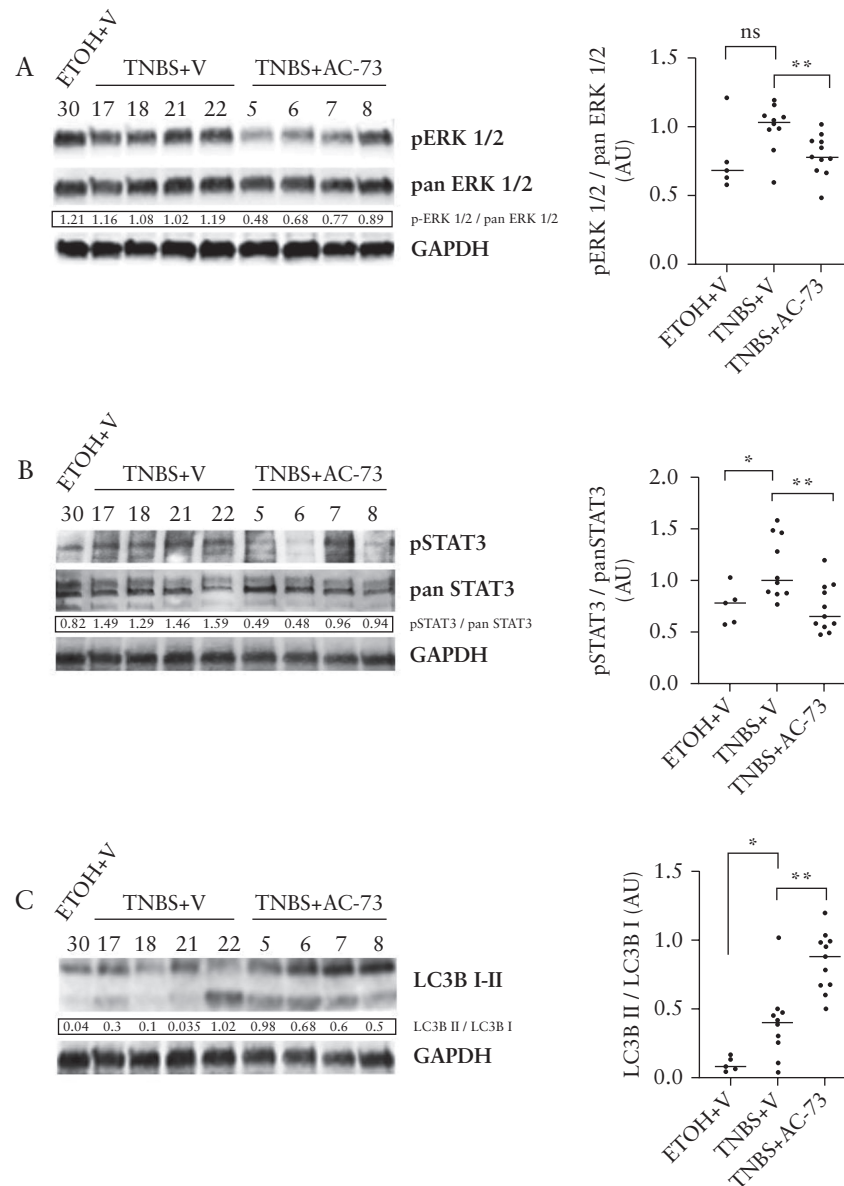 A
ETOH+V
TNBS+V
TNBS+AC-73
30 17 18 21 22 5 6 7 8
pERK 1/2
pan ERK 1/2
1.21 1.16 1.08 1.02 1.19 0.48 0.68 0.77 0.89
p-ERK 1/2 / pan ERK 1/2
GAPDH
pERK 1/2 / pan ERK 1/2
(AU)
1.5
1.0
0.5
0.0
ns
**
ETOH+V
TNBS+V
TNBS+AC-73
B
ETOH+V
TNBS+V
TNBS+AC-73
30 17 18 21 22 5 6 7 8
pSTAT3
pan STAT3
0.82 1.49 1.29 1.46 1.59 0.49 0.48 0.96 0.94
pSTAT3 / pan STAT3
GAPDH
pSTAT3 / panSTAT3
(AU)
2.0
1.5
1.0
0.5
0.0
*
**
ETOH+V
TNBS+V
TNBS+AC-73
C
ETOH+V
TNBS+V
TNBS+AC-73
30 17 18 21 22 5 6 7 8
LC3B I-II
0.04 0.3 0.1 0.035 1.02 0.98 0.68 0.6 0.5
LC3B II / LC3B I
GAPDH
LC3B II / LC3B I (AU)
1.5
1.0
0.5
0.0
*
**
ETOH+V
TNBS+V
TNBS+AC-73